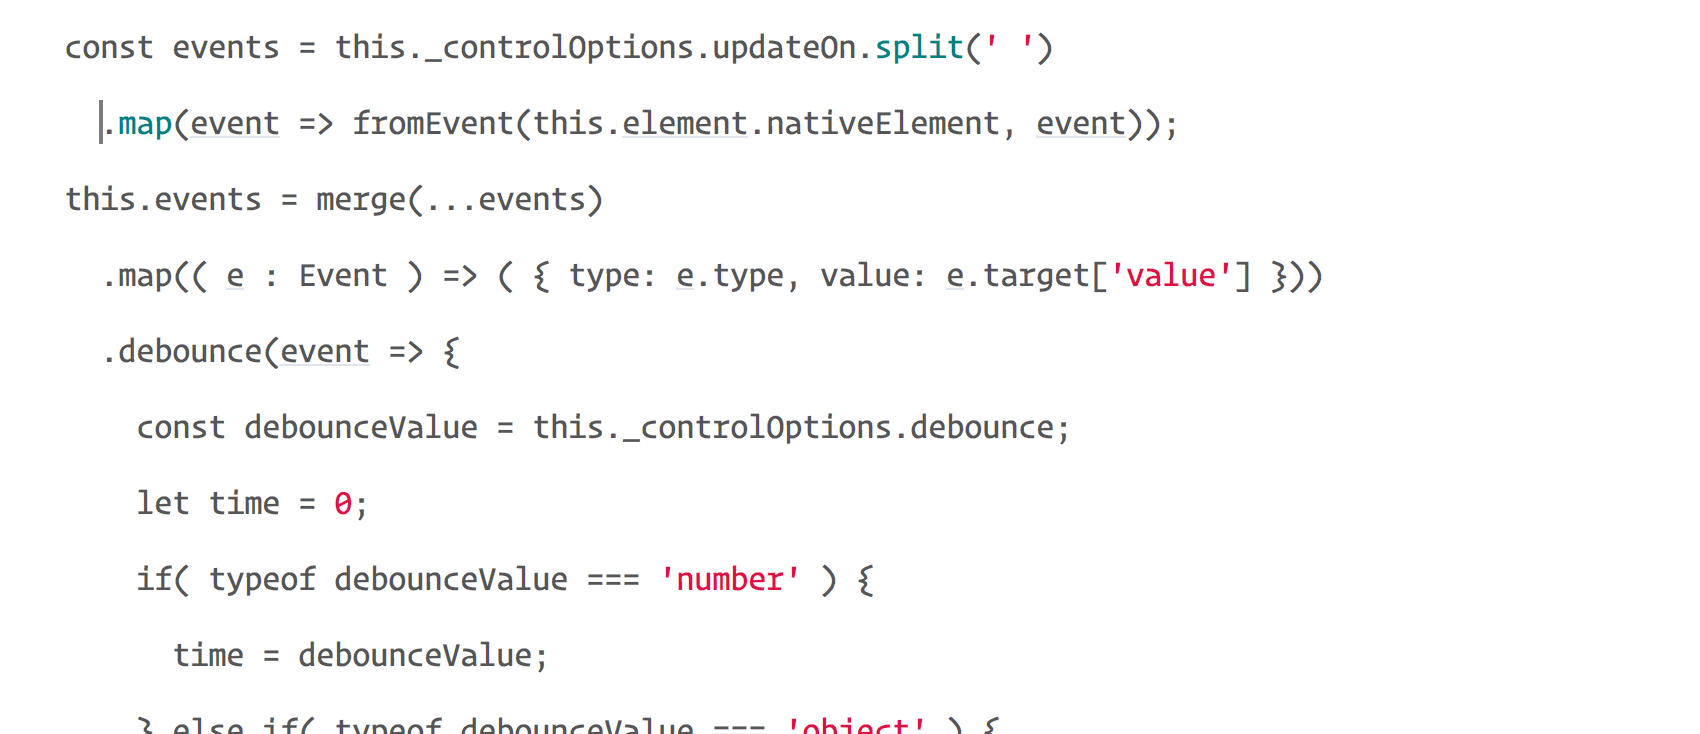 const events = this._controlOptions.updateOn.split(' ')
.map(event => fromEvent(this.element.nativeElement, event));
this.events = merge(...events)
.map(( e : Event ) => ( { type: e.type, value: e.target['value'] }))
.debounce(event => {
const debounceValue = this._controlOptions.debounce;
let time = 0;
if( typeof debounceValue === 'number' ) {
time = debounceValue;
} else if( typeof debounceValue === 'object' ) {